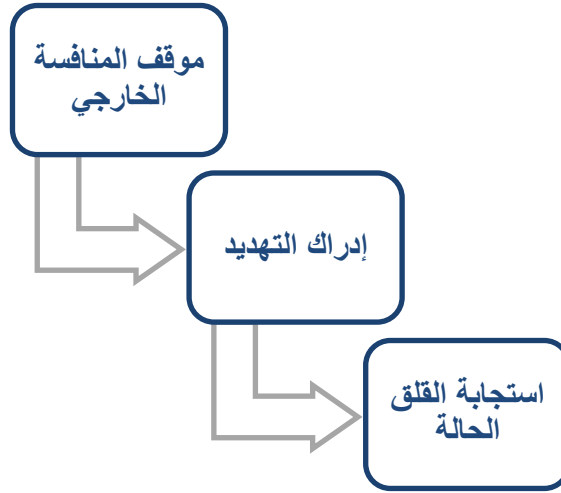 موقف المنافسة
الخارجي
إدراك التهديد
استجابة القلق
الحالة